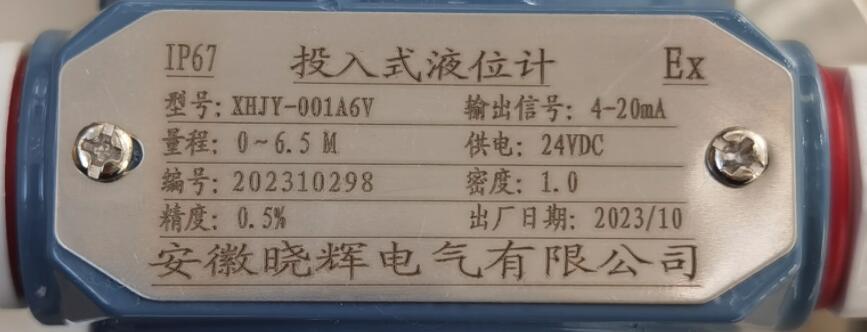 IP67 投入式液位计 Ex
型号: XHJY-001A6V 输出信号: 4-20mA
量程: 0~6.5 M 供电: 24VDC
编号: 202310298 密度: 1.0
精度: 0.5% 出厂日期: 2023/10
安徽晓辉电气有限公司